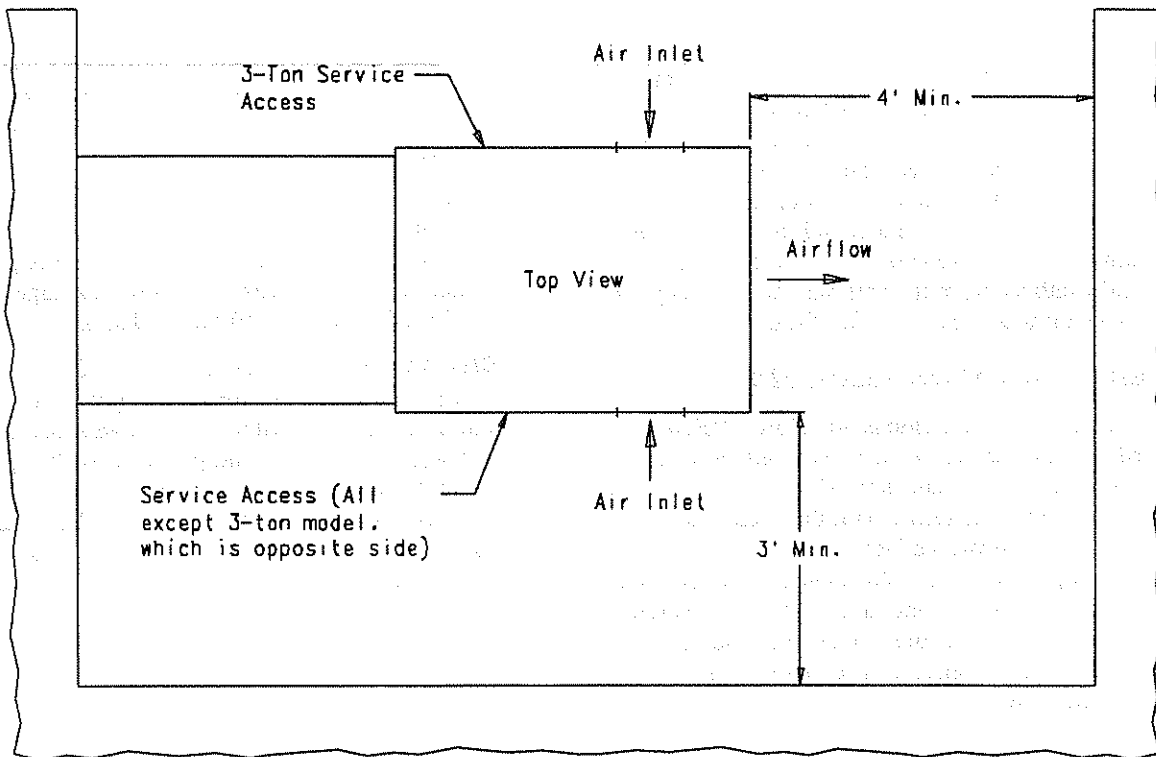 Air Inlet
3-Ton Service
Access
4' Min.
Airflow
Top View
Service Access (All
except 3-ton model.
which is opposite side)
Air Inlet
3' Min.